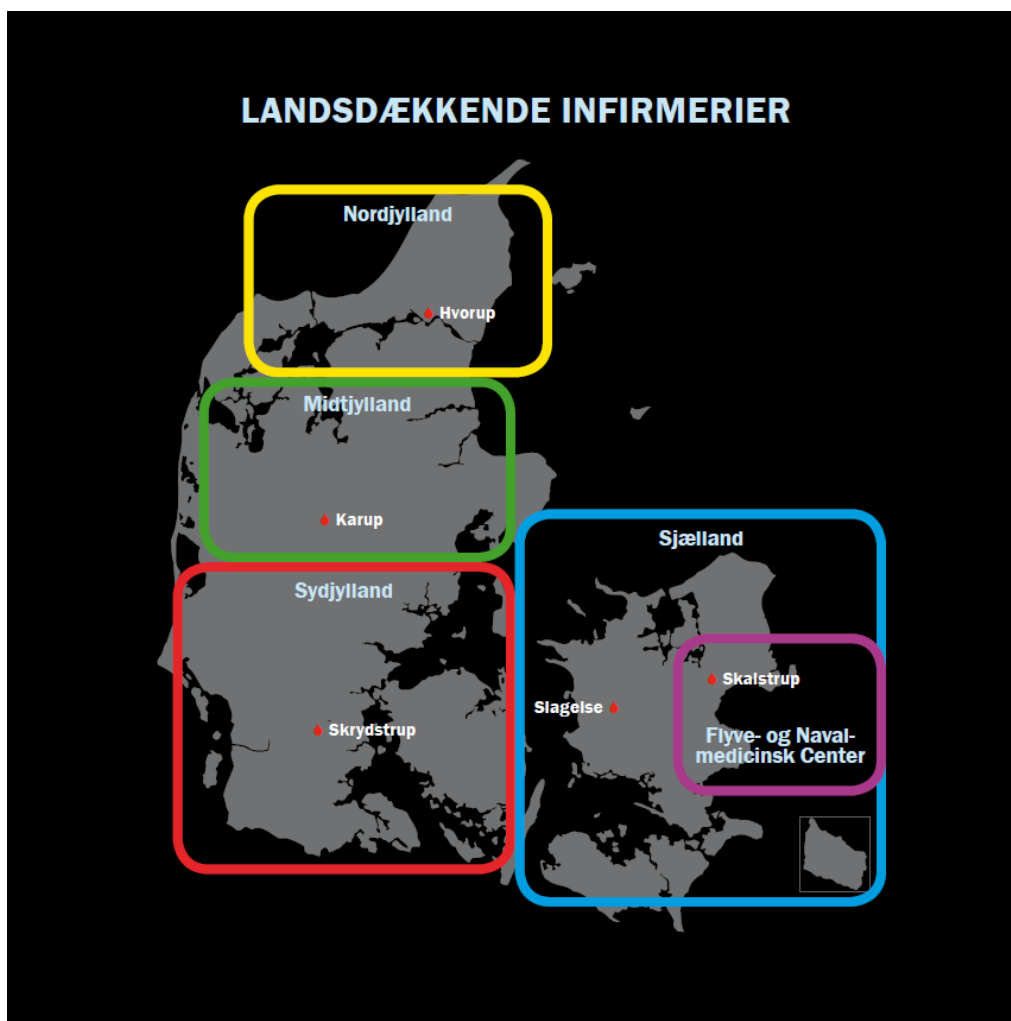 LANDSDÆKKENDE INFIRMERIER
Nordjylland
Hvorup
Midtjylland
Karup
Sjælland
Sydjylland
Skalstrup
Slagelse
Skrydstrup
Flyve- og Naval-
medicinsk Center